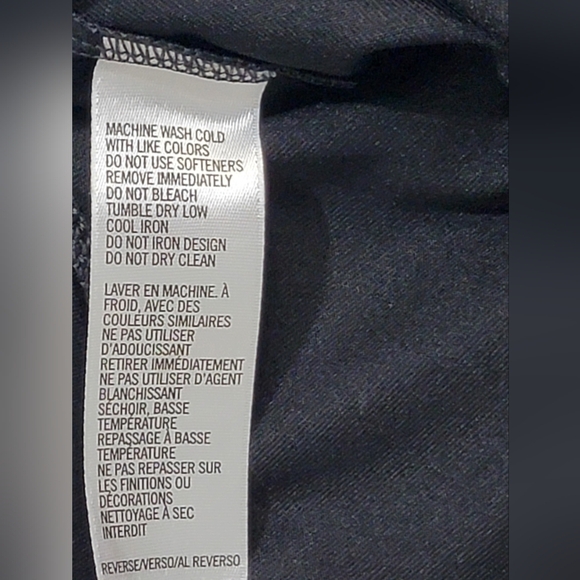 MACHINE WASH COLD
WITH LIKE COLORS
DO NOT USE SOFTENERS
REMOVE IMMEDIATELY
DO NOT BLEACH
TUMBLE DRY LOW
COOL IRON
DO NOT IRON DESIGN
DO NOT DRY CLEAN
LAVER EN MACHINE. À
FROID, AVEC DES
COULEURS SIMILAIRES
NE PAS UTILISER
D'ADOUCISSANT
RETIRER IMMÉDIATEMENT
NE PAS UTILISER D'AGENT
BLANCHISSANT
SÉCHOIR, BASSE
TEMPÉRATURE
REPASSAGE À BASSE
TEMPÉRATURE
NE PAS REPASSER SUR
LES FINITIONS OU
DÉCORATIONS
NETTOYAGE À SEC
INTERDIT
REVERSE/VERSO/AL REVERSO